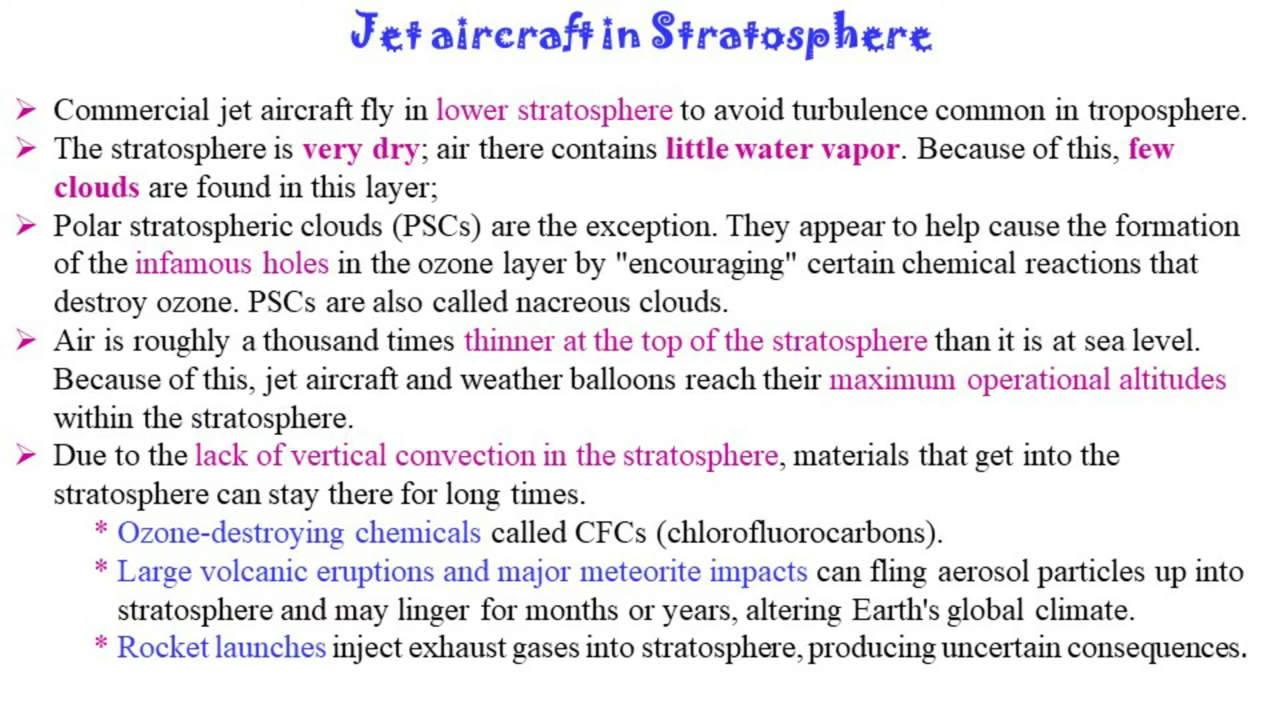 Jet aircraft in Stratosphere
➢ Commercial jet aircraft fly in lower stratosphere to avoid turbulence common in troposphere.
➢ The stratosphere is very dry; air there contains little water vapor. Because of this, few
clouds are found in this layer;
➢ Polar stratospheric clouds (PSCs) are the exception. They appear to help cause the formation
of the infamous holes in the ozone layer by "encouraging" certain chemical reactions that
destroy ozone. PSCs are also called nacreous clouds.
➢ Air is roughly a thousand times thinner at the top of the stratosphere than it is at sea level.
Because of this, jet aircraft and weather balloons reach their maximum operational altitudes
within the stratosphere.
➢ Due to the lack of vertical convection in the stratosphere, materials that get into the
stratosphere can stay there for long times.
* Ozone-destroying chemicals called CFCs (chlorofluorocarbons).
* Large volcanic eruptions and major meteorite impacts can fling aerosol particles up into
stratosphere and may linger for months or years, altering Earth's global climate.
* Rocket launches inject exhaust gases into stratosphere, producing uncertain consequences.